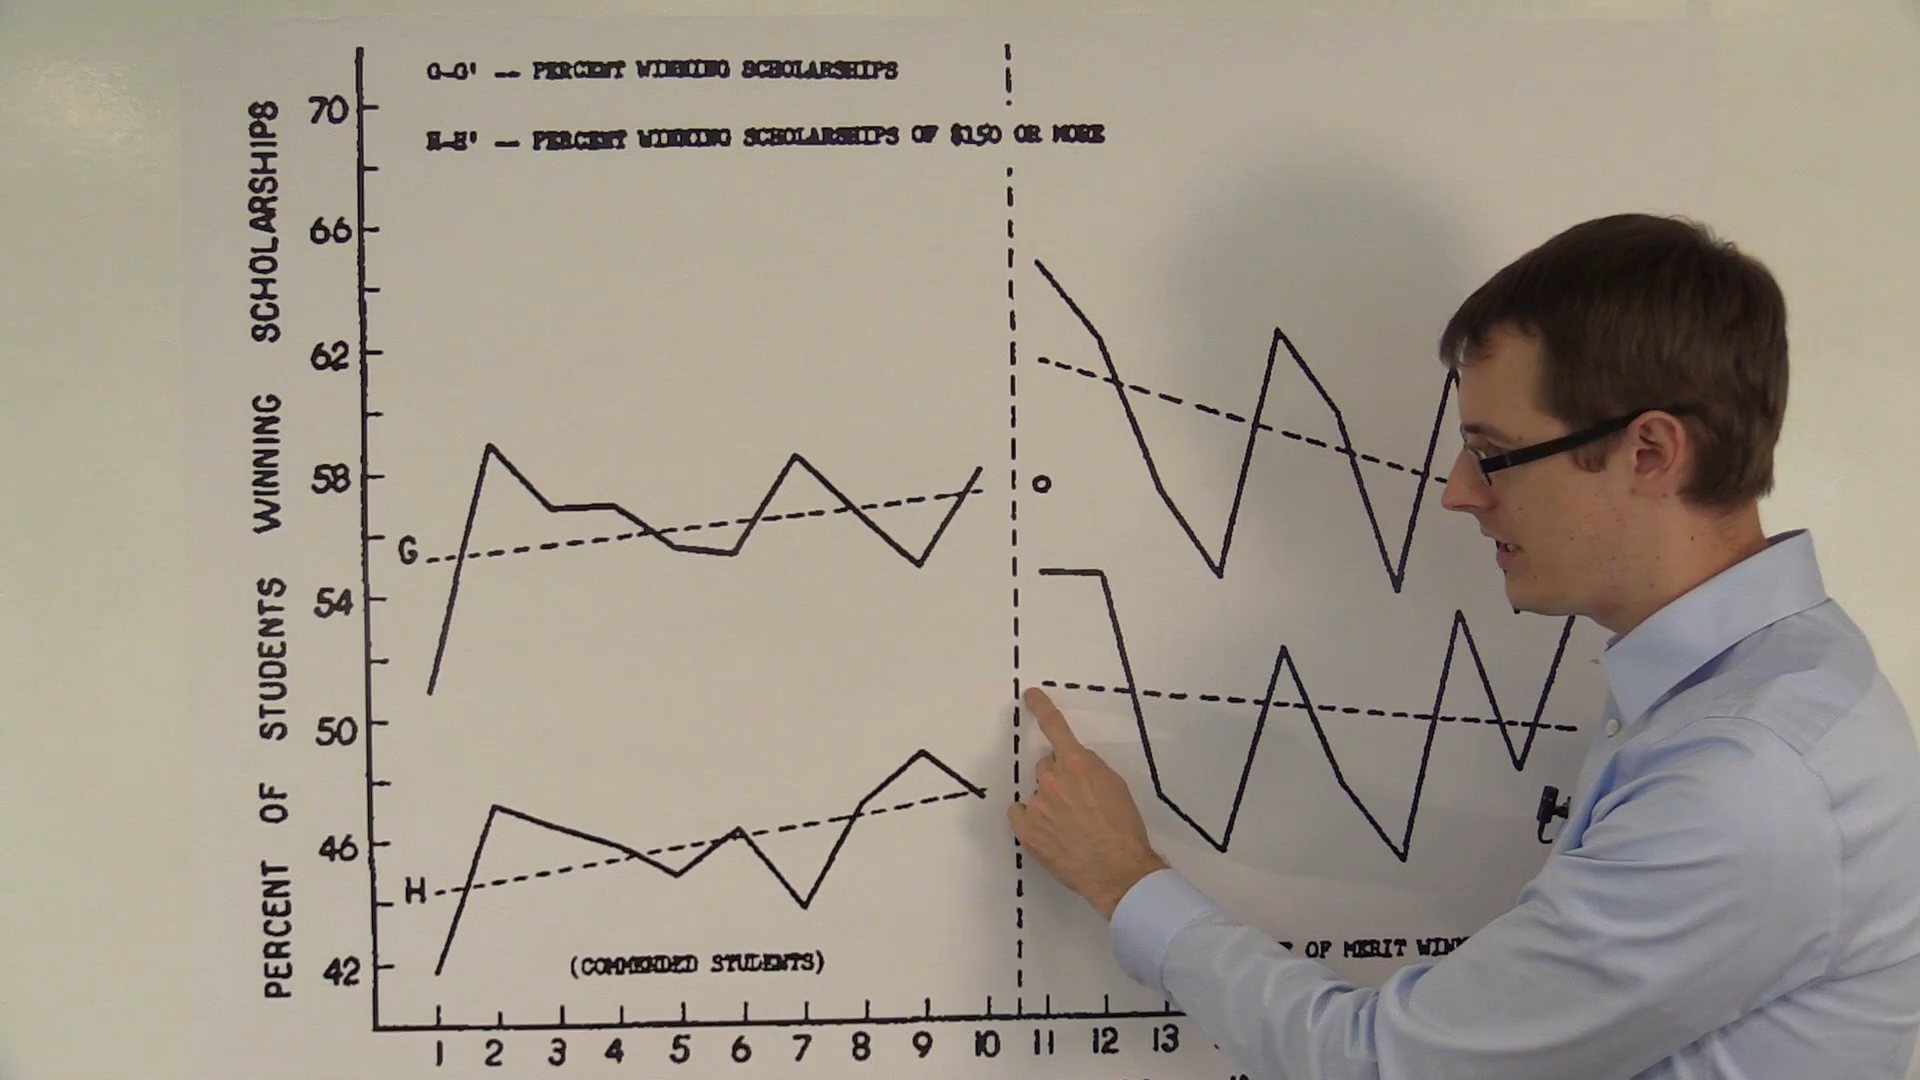 G-G' -- PERCENT WINNING SCHOLARSHIPS
H-H' -- PERCENT WINNING SCHOLARSHIPS OF $150 OR MORE
PERCENT OF STUDENTS WINNING SCHOLARSHIPS
70
66
62
58
54
50
46
42
G
H
(COMMENDED STUDENTS)
OF MERIT
1 2 3 4 5 6 7 8 9 10 11 12 13